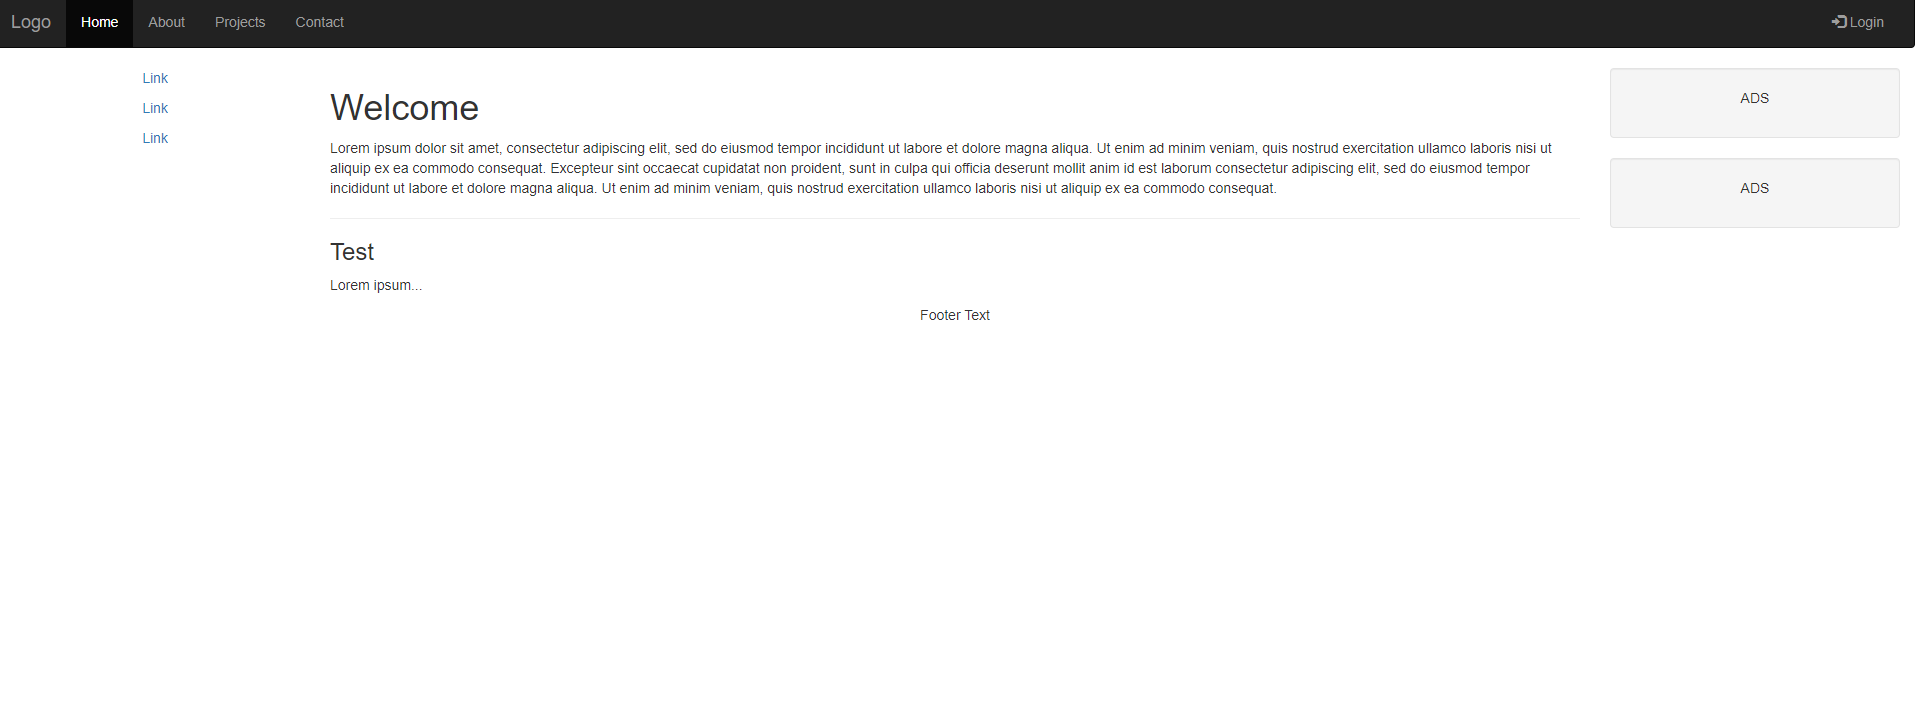 Logo Home About Projects Contact Login
Link
Link
Link
Welcome
Lorem ipsum dolor sit amet, consectetur adipiscing elit, sed do eiusmod tempor incididunt ut labore et dolore magna aliqua. Ut enim ad minim veniam, quis nostrud exercitation ullamco laboris nisi ut
aliquip ex ea commodo consequat. Excepteur sint occaecat cupidatat non proident, sunt in culpa qui officia deserunt mollit anim id est laborum consectetur adipiscing elit, sed do eiusmod tempor
incididunt ut labore et dolore magna aliqua. Ut enim ad minim veniam, quis nostrud exercitation ullamco laboris nisi ut aliquip ex ea commodo consequat.
Test
Lorem ipsum...
ADS
ADS
Footer Text